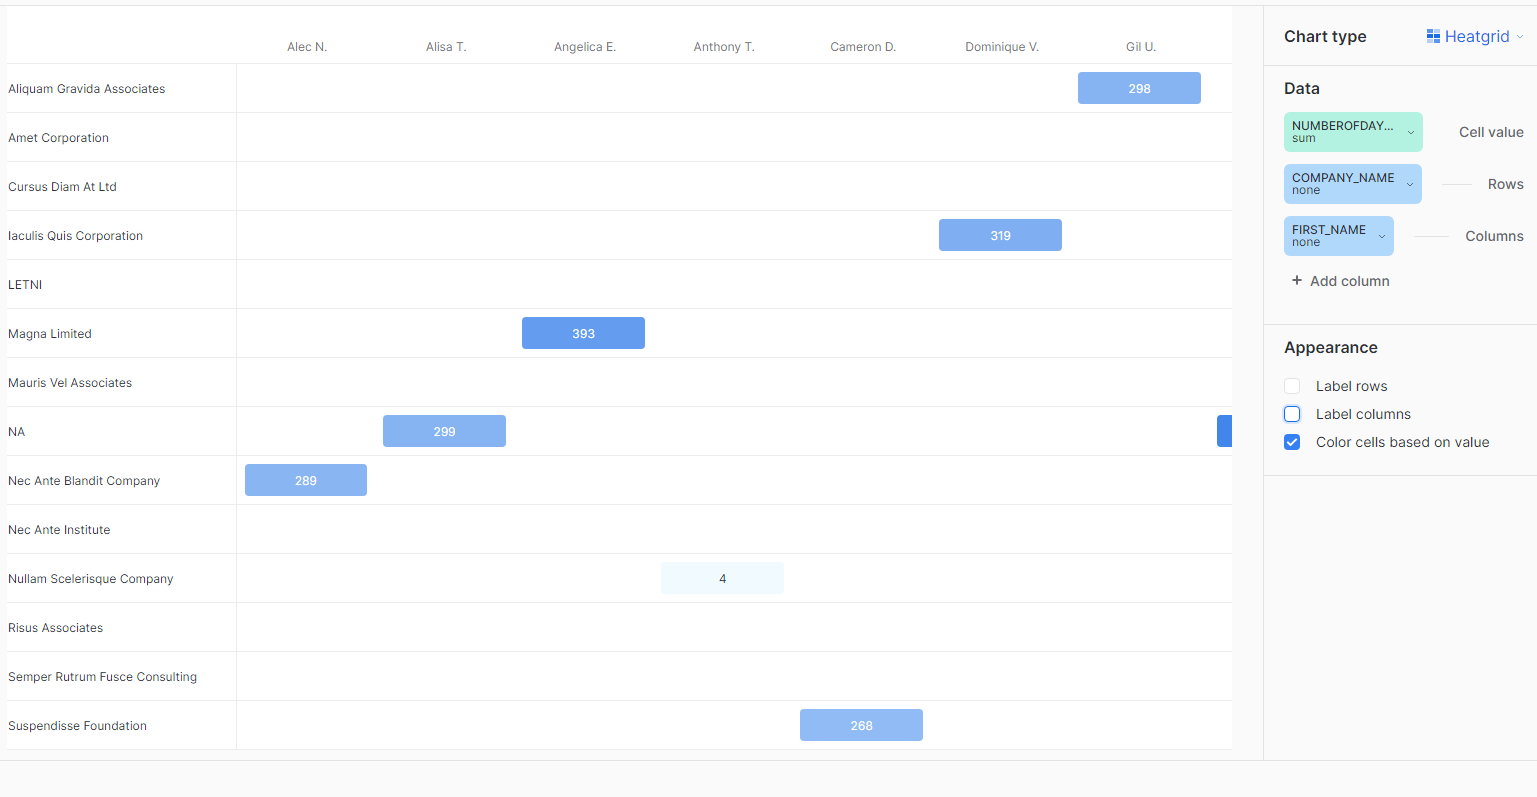 Alec N. Alisa T. Angelica E. Anthony T. Cameron D. Dominique V. Gil U.
Aliquam Gravida Associates 298
Amet Corporation
Cursus Diam At Ltd
Iaculis Quis Corporation 319
LETNI
Magna Limited 393
Mauris Vel Associates
NA 299
Nec Ante Blandit Company 289
Nec Ante Institute
Nullam Scelerisque Company 4
Risus Associates
Semper Rutrum Fusce Consulting
Suspendisse Foundation 268
Chart type Heatgrid
Data
NUMBEROFDAY...
sum
Cell value
COMPANY_NAME
none
Rows
FIRST_NAME
none
Columns
+ Add column
Appearance
Label rows
Label columns
Color cells based on value